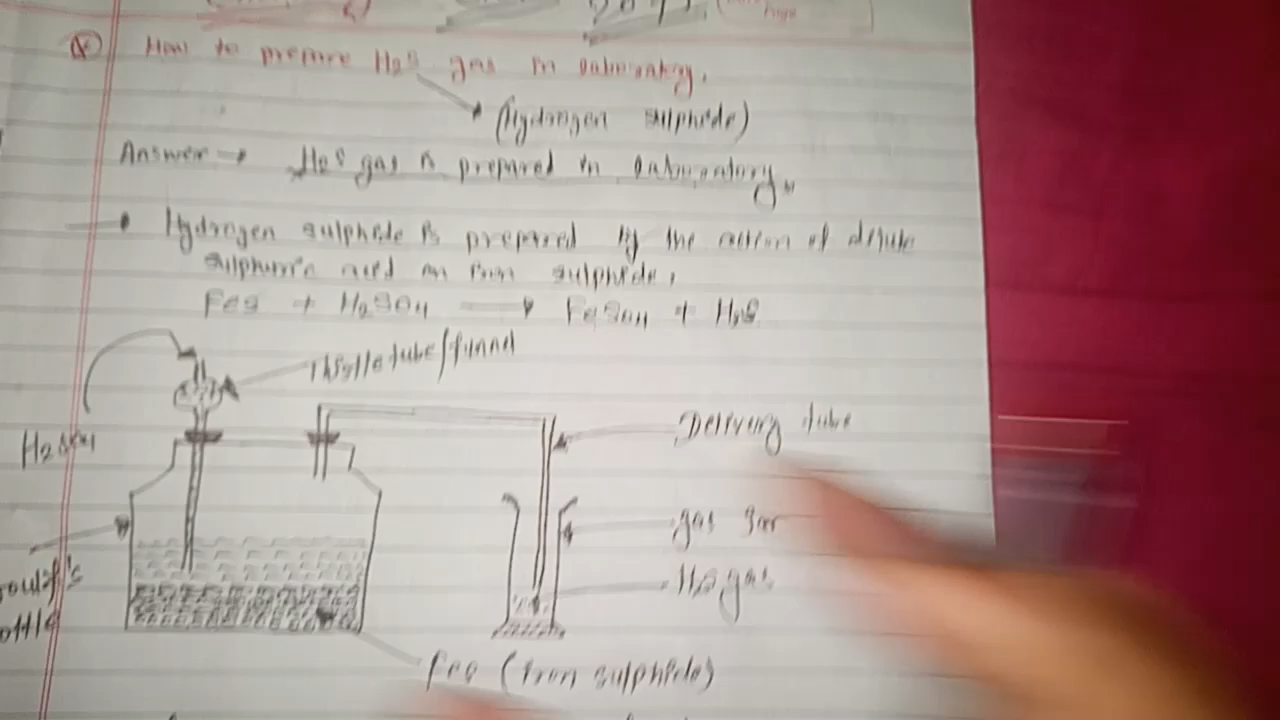 How to prepare H2S gas in laboratory.
(Hydrogen sulphide)
Answer → H2S gas is prepared in laboratory.
→ Hydrogen sulphide is prepared by the action of dilute
sulphuric acid on iron sulphide.
FeS + H2SO4 → FeSO4 + H2S
Thistle tube/funnel
H2SO4
Delivery tube
gas jar
H2S gas
FeS (Iron sulphide)